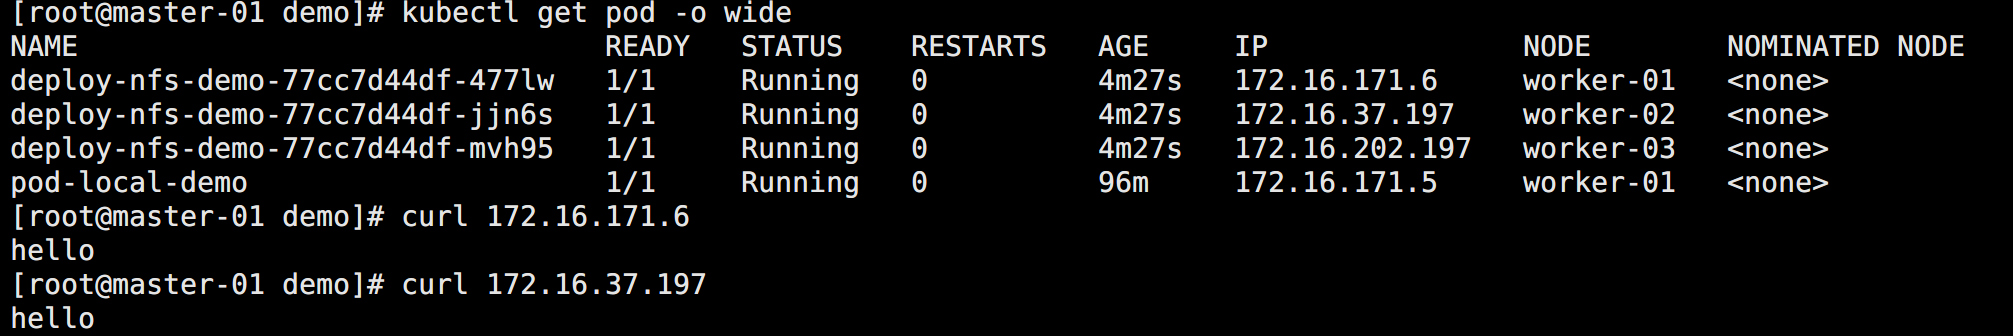 [root@master-01 demo]# kubectl get pod -o wide
NAME                                READY   STATUS    RESTARTS   AGE     IP               NODE        NOMINATED NODE
deploy-nfs-demo-77cc7d44df-477lw   1/1     Running   0          4m27s   172.16.171.6     worker-01   <none>
deploy-nfs-demo-77cc7d44df-jjn6s   1/1     Running   0          4m27s   172.16.37.197    worker-02   <none>
deploy-nfs-demo-77cc7d44df-mvh95   1/1     Running   0          4m27s   172.16.202.197   worker-03   <none>
pod-local-demo                     1/1     Running   0          96m     172.16.171.5     worker-01   <none>
[root@master-01 demo]# curl 172.16.171.6
hello
[root@master-01 demo]# curl 172.16.37.197
hello